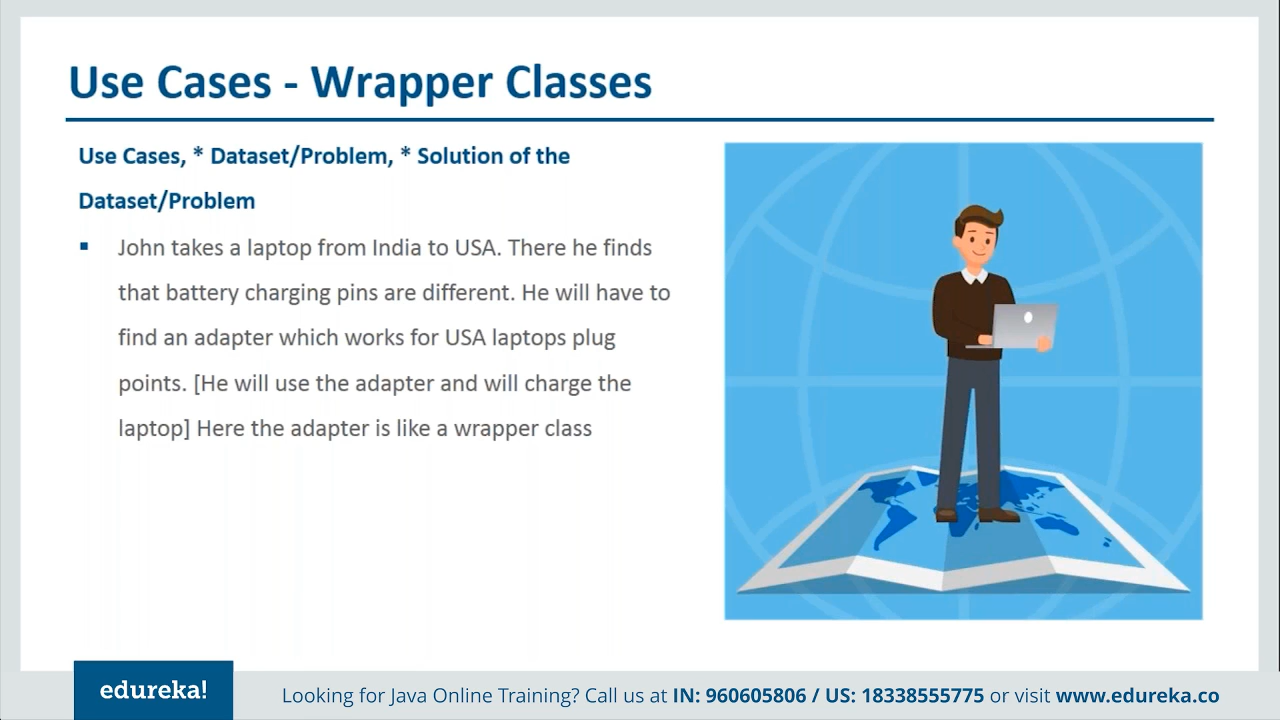 Use Cases - Wrapper Classes
Use Cases, * Dataset/Problem, * Solution of the
Dataset/Problem
▪ John takes a laptop from India to USA. There he finds
that battery charging pins are different. He will have to
find an adapter which works for USA laptops plug
points. [He will use the adapter and will charge the
laptop] Here the adapter is like a wrapper class
edureka!
Looking for Java Online Training? Call us at IN: 960605806 / US: 18338555775 or visit www.edureka.co